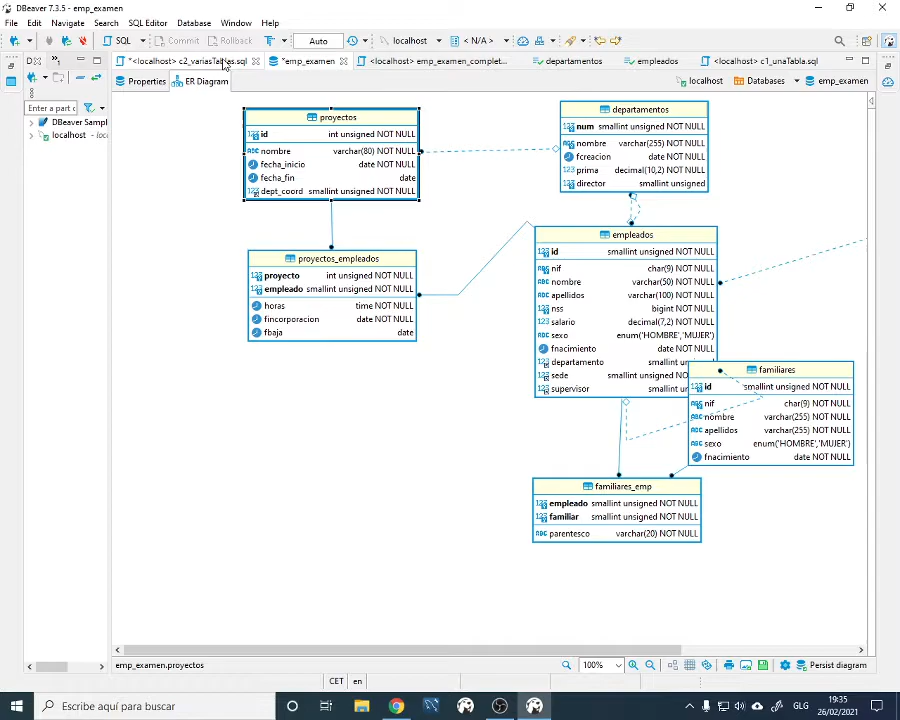 DBeaver 7.3.5 - emp_examen
File Edit Navigate Search SQL Editor Database Window Help
SQL Commit Rollback T Auto localhost < N/A >
D *<localhost> c2_variasTablas.sql *emp_examen <localhost> emp_examen_complet... departamentos empleados <localhost> c1_unaTabla.sql
Properties ER Diagram localhost Databases emp_examen
Enter a part o
DBeaver Sampl
localhost - loca
proyectos
id int unsigned NOT NULL
nombre varchar(80) NOT NULL
fecha_inicio date NOT NULL
fecha_fin date
dept_coord smallint unsigned NOT NULL
departamentos
num smallint unsigned NOT NULL
nombre varchar(255) NOT NULL
fcreacion date NOT NULL
prima decimal(10,2) NOT NULL
director smallint unsigned
proyectos_empleados
proyecto int unsigned NOT NULL
empleado smallint unsigned NOT NULL
horas time NOT NULL
fincorporacion date NOT NULL
fbaja date
empleados
id smallint unsigned NOT NULL
nif char(9) NOT NULL
nombre varchar(50) NOT NULL
apellidos varchar(100) NOT NULL
nss bigint NOT NULL
salario decimal(7,2) NOT NULL
sexo enum('HOMBRE','MUJER')
fnacimiento date NOT NULL
departamento smallint un
sede smallint unsigned NO
supervisor smallint un
familiares
id smallint unsigned NOT NULL
nif char(9) NOT NULL
nombre varchar(255) NOT NULL
apellidos varchar(255) NOT NULL
sexo enum('HOMBRE','MUJER')
fnacimiento date NOT NULL
familiares_emp
empleado smallint unsigned NOT NULL
familiar smallint unsigned NOT NULL
parentesco varchar(20) NOT NULL
emp_examen.proyectos 100% Persist diagram
CET en
Escribe aquí para buscar GLG 19:35
26/02/2021